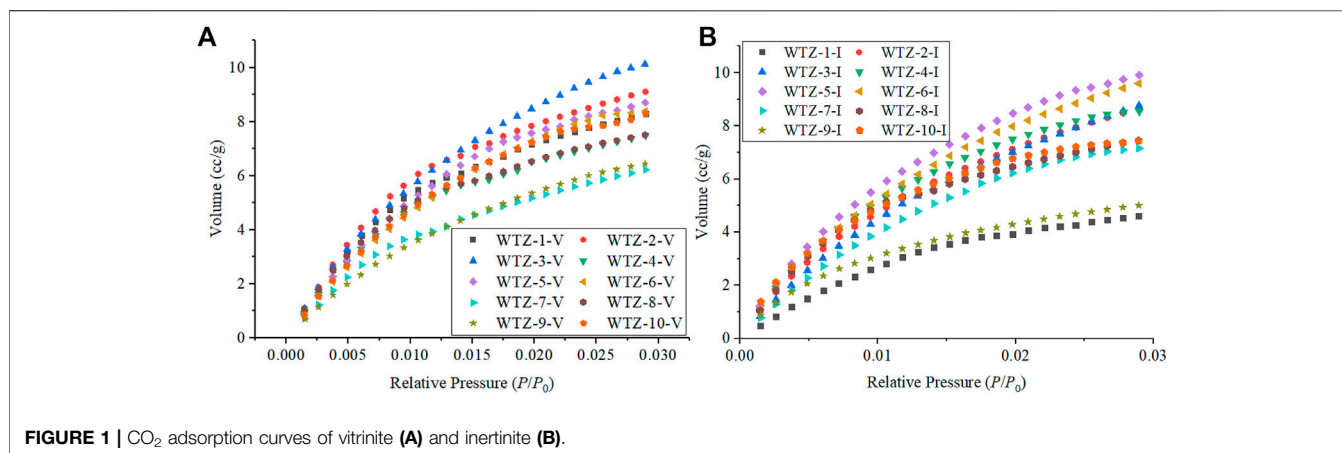 A
10
8
6
4
2
0
Volume (cc/g)
WTZ-1-V WTZ-2-V
WTZ-3-V WTZ-4-V
WTZ-5-V WTZ-6-V
WTZ-7-V WTZ-8-V
WTZ-9-V WTZ-10-V
0.000 0.005 0.010 0.015 0.020 0.025 0.030
Relative Pressure (P/P₀)
B
WTZ-1-I WTZ-2-I
WTZ-3-I WTZ-4-I
WTZ-5-I WTZ-6-I
WTZ-7-I WTZ-8-I
WTZ-9-I WTZ-10-I
10
8
6
4
2
0
Volume (cc/g)
0.00 0.01 0.02 0.03
Relative Pressure (P/P₀)
FIGURE 1 | CO₂ adsorption curves of vitrinite (A) and inertinite (B).